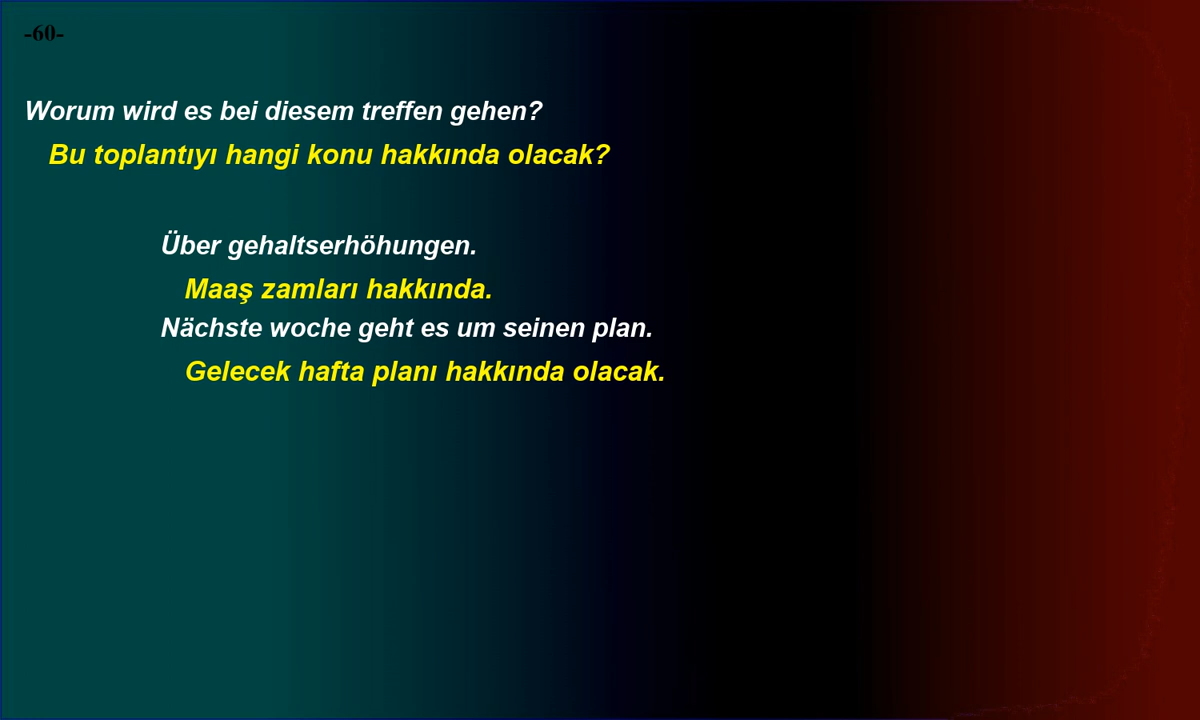 -60-
Worum wird es bei diesem treffen gehen?
Bu toplantıyı hangi konu hakkında olacak?
Über gehaltserhöhungen.
Maaş zamları hakkında.
Nächste woche geht es um seinen plan.
Gelecek hafta planı hakkında olacak.